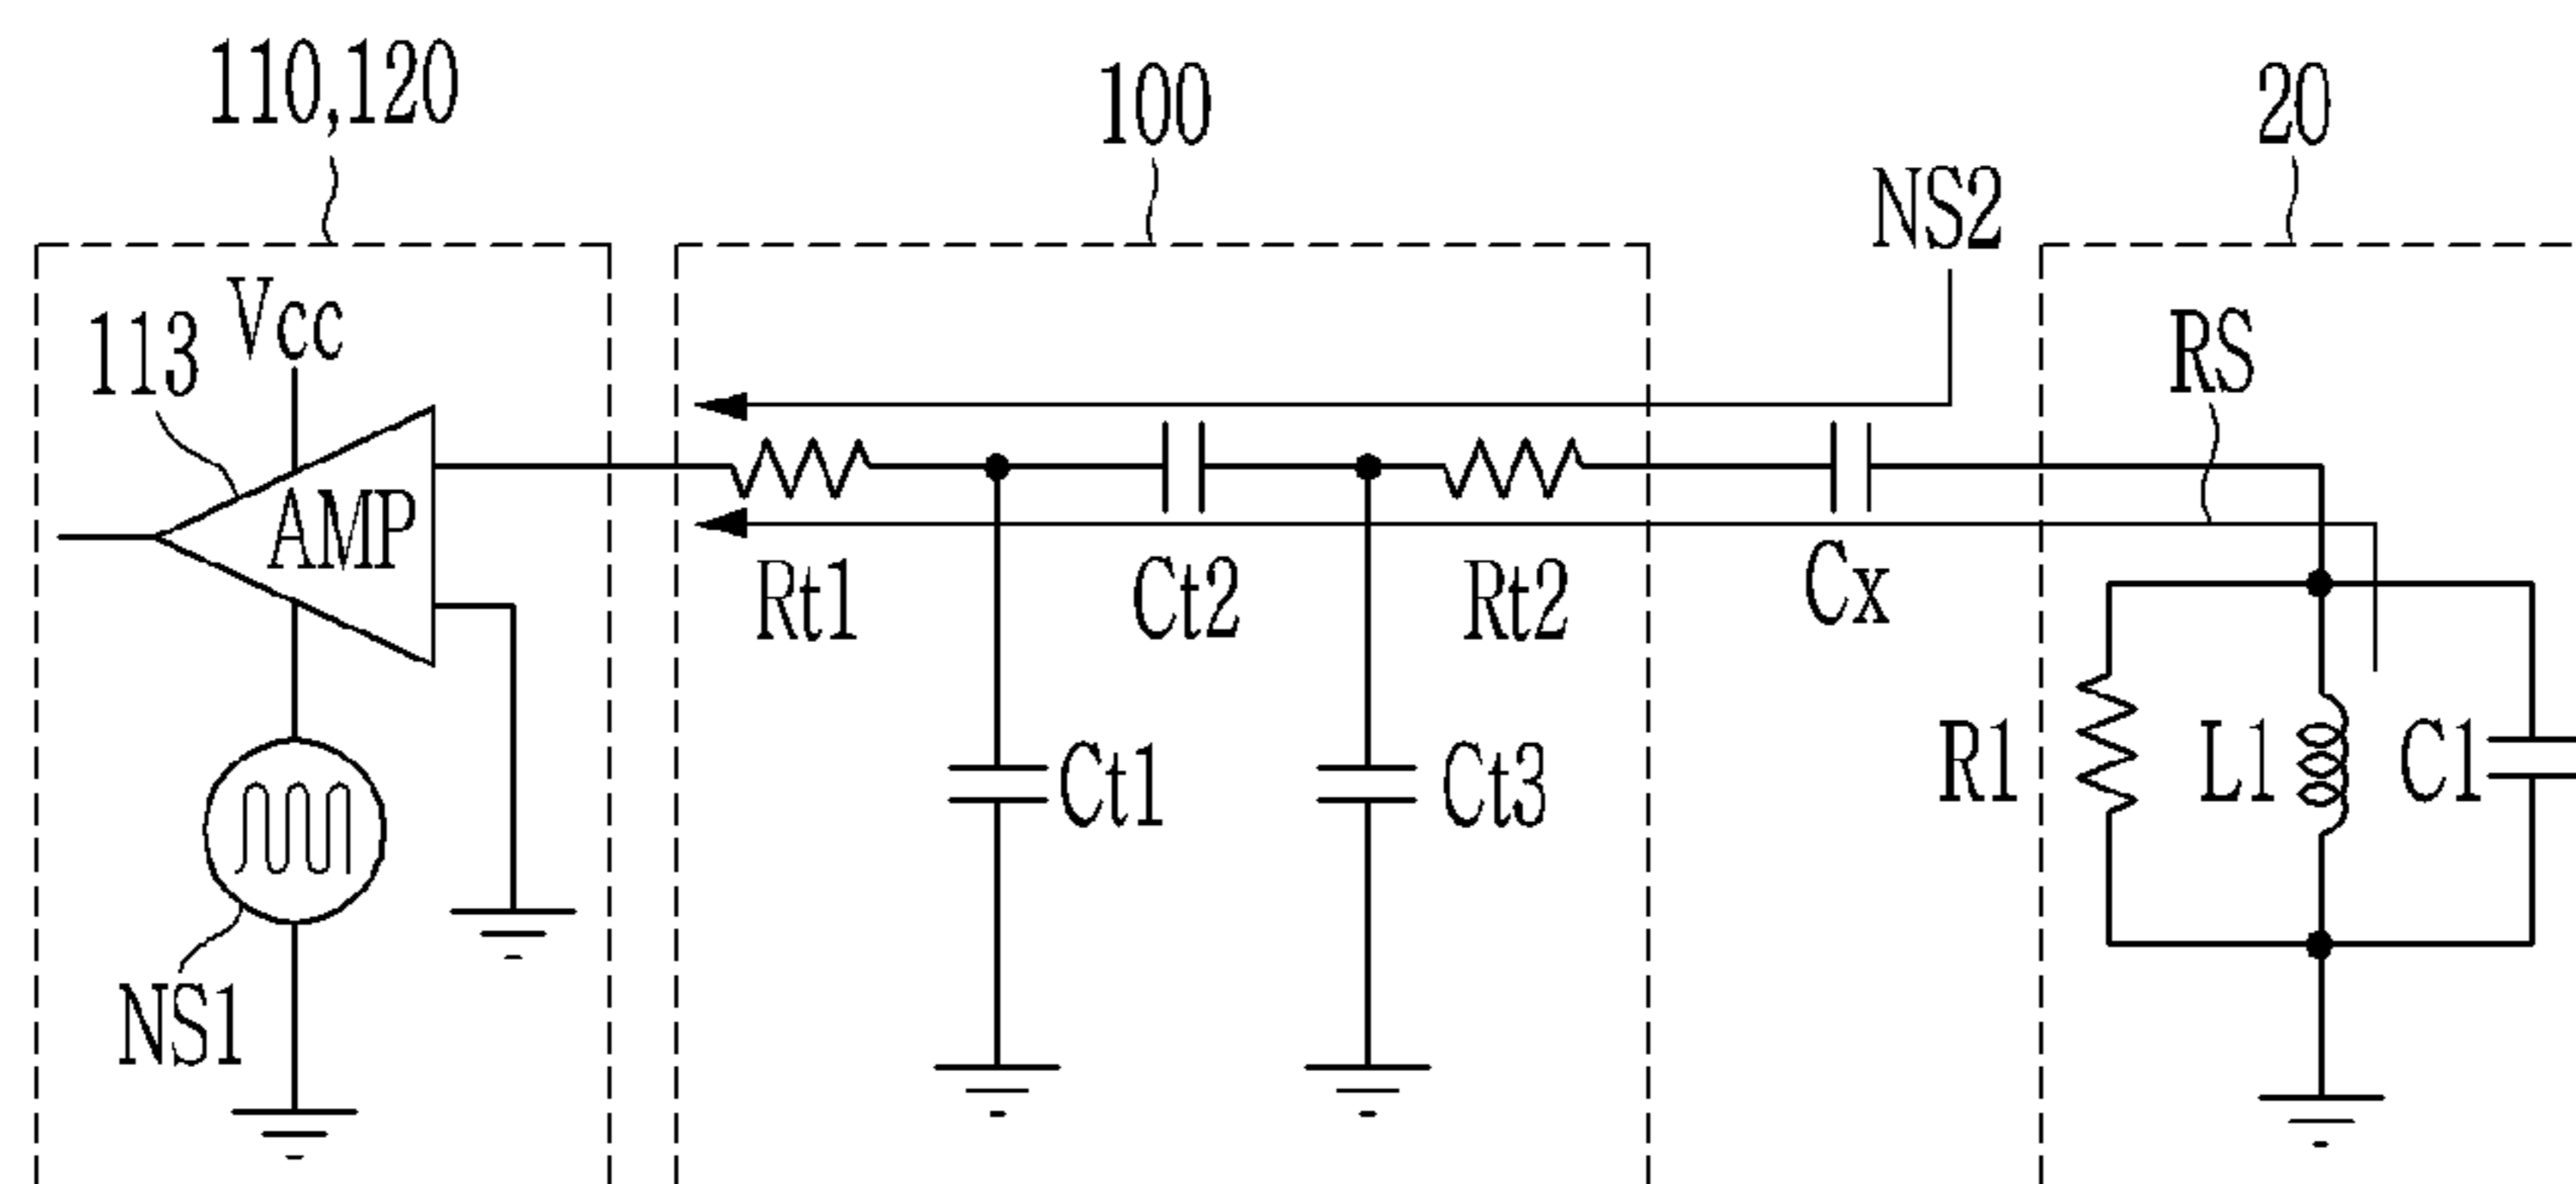 110,120
100
20
NS2
Vcc
113
RS
AMP
Rt1
Ct2
Rt2
Cx
Ct1
Ct3
R1
L1
C1
NS1